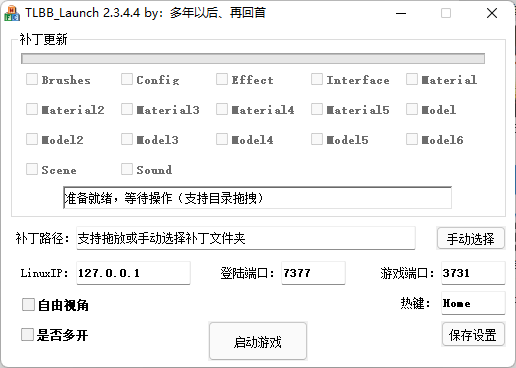 TLBB_Launch 2.3.4.4 by：多年以后、再回首
补丁更新
Brushes Config Effect Interface Material
Material2 Material3 Material4 Material5 Model
Model2 Model3 Model4 Model5 Model6
Scene Sound
准备就绪，等待操作（支持目录拖拽）
补丁路径： 支持拖放或手动选择补丁文件夹 手动选择
LinuxIP： 127.0.0.1 登陆端口： 7377 游戏端口： 3731
自由视角 热键： Home
是否多开 启动游戏 保存设置